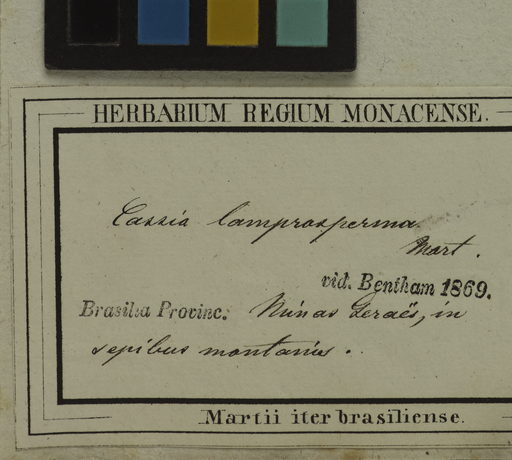 HERBARIUM REGIUM MONACENSE.
Cassia lamprosperma
Mart.
vid. Bentham 1869.
Brasilia Provinc: Minas Geraës, in
sepibus montanis.
Martii iter brasiliense.